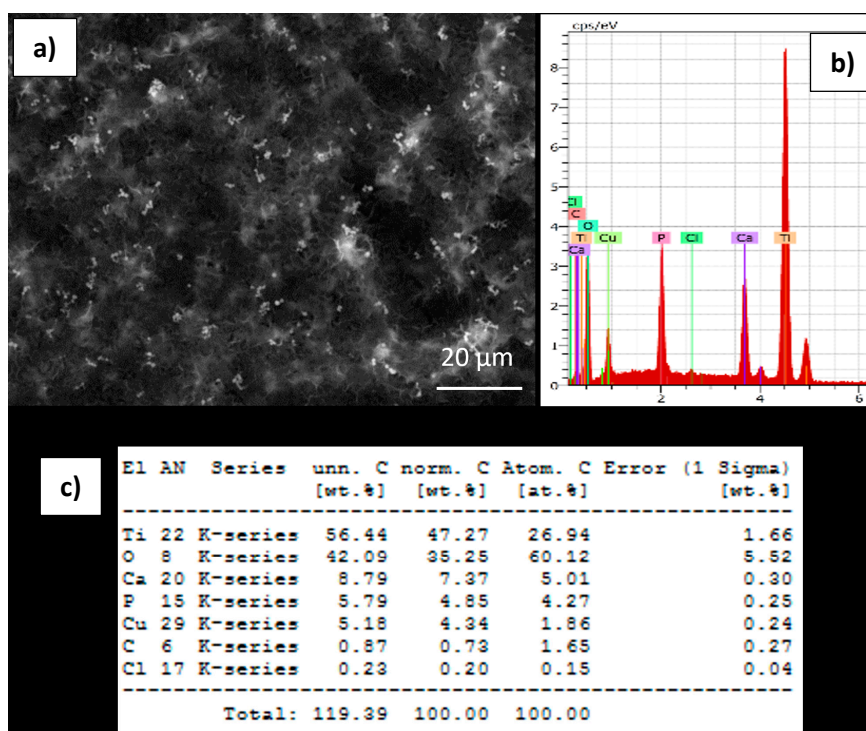 a)
20 µm
cps/eV
b)
8
7
6
5
4
3
2
1
0
Cl
C
O
Ti Cu P Cl Ca Ti
Ca
2 4 6
c)
El AN Series unn. C norm. C Atom. C Error (1 Sigma)
[wt.%] [wt.%] [at.%] [wt.%]
Ti 22 K-series 56.44 47.27 26.94 1.66
O 8 K-series 42.09 35.25 60.12 5.52
Ca 20 K-series 8.79 7.37 5.01 0.30
P 15 K-series 5.79 4.85 4.27 0.25
Cu 29 K-series 5.18 4.34 1.86 0.24
C 6 K-series 0.87 0.73 1.65 0.27
Cl 17 K-series 0.23 0.20 0.15 0.04
Total: 119.39 100.00 100.00